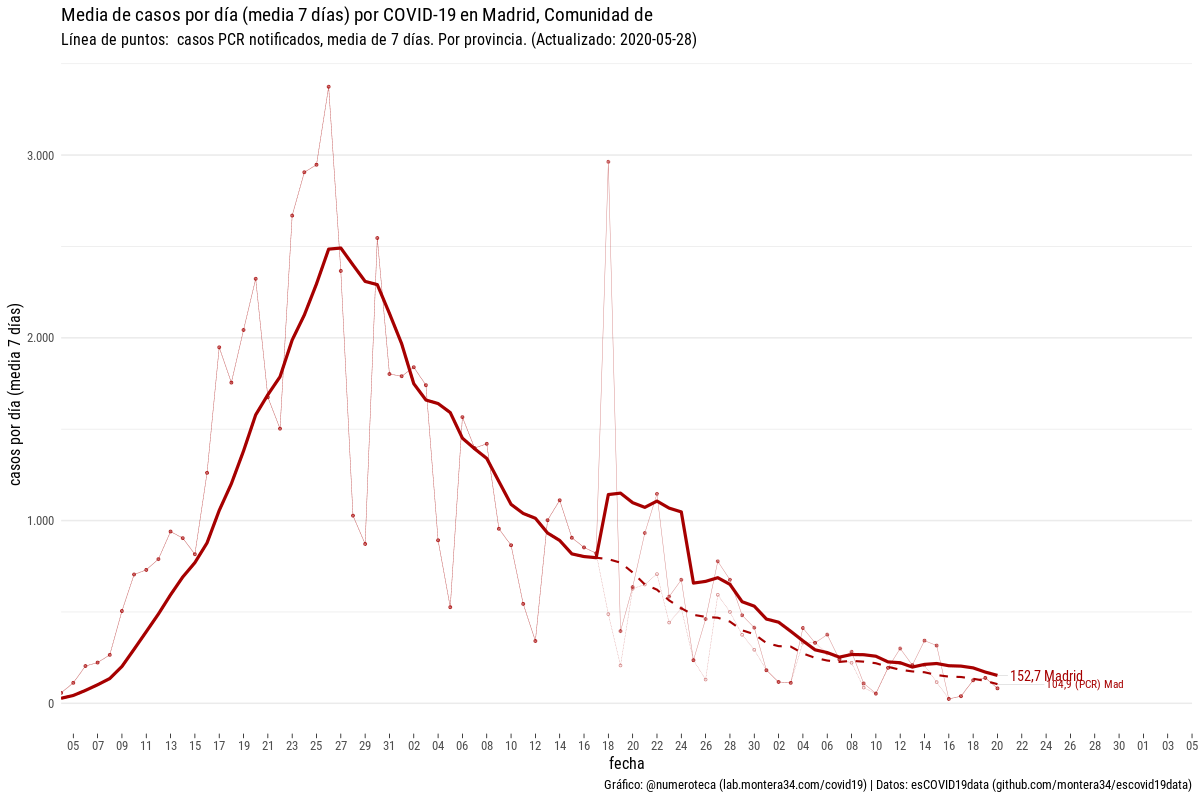 Media de casos por día (media 7 días) por COVID-19 en Madrid, Comunidad de
Línea de puntos:  casos PCR notificados, media de 7 días. Por provincia. (Actualizado: 2020-05-28)
casos por día (media 7 días)
3.000
2.000
1.000
0
152,7 Madrid
104,9 (PCR) Mad
05 07 09 11 13 15 17 19 21 23 25 27 29 31 02 04 06 08 10 12 14 16 18 20 22 24 26 28 30 02 04 06 08 10 12 14 16 18 20 22 24 26 28 30 01 03 05
fecha
Gráfico: @numeroteca (lab.montera34.com/covid19) | Datos: esCOVID19data (github.com/montera34/escovid19data)